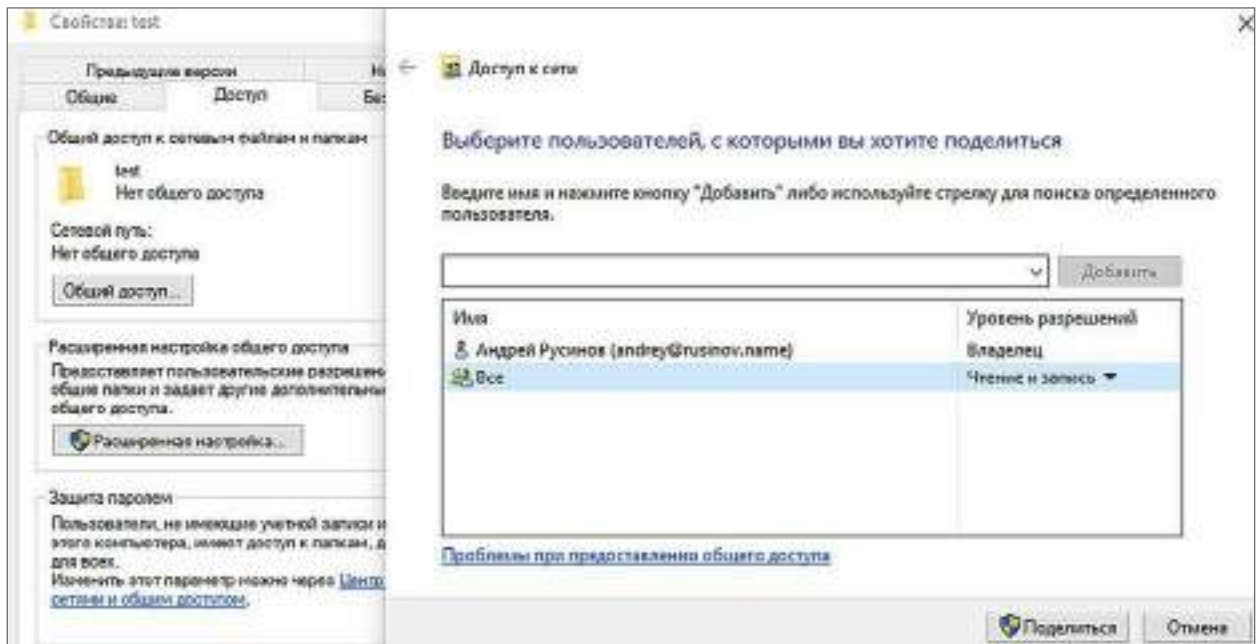 Свойства: test
Предыдущие версии
Общие
Доступ
Общий доступ к сетевым файлам и папкам
test
Нет общего доступа
Сетевой путь:
Нет общего доступа
Общий доступ...
Расширенная настройка общего доступа
Предоставляет пользовательские разрешен
общие папки и задает другие дополнительны
общего доступа.
Расширенная настройка...
Защита паролем
Пользователи, не имеющие учетной записи и
этого компьютера, имеют доступ к папкам, д
для всех.
Изменить этот параметр можно через Центр
сетями и общим доступом.
Доступ к сети
Выберите пользователей, с которыми вы хотите поделиться
Введите имя и нажмите кнопку "Добавить" либо используйте стрелку для поиска определенного
пользователя.
Добавить
Имя Уровень разрешений
Андрей Русинов (andrey@rusinov.name) Владелец
Все Чтение и запись
Проблемы при предоставлении общего доступа
Поделиться Отмена